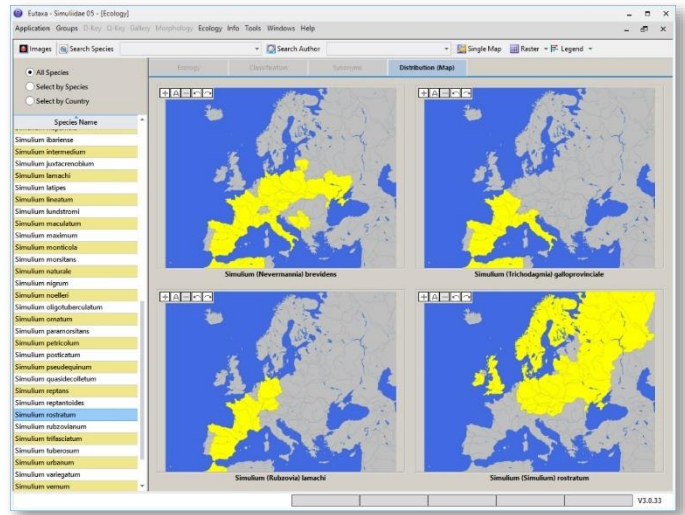 Eutaxa - Simuliidae 05 - [Ecology]
Application Groups O-Key Q-Key Gallery Morphology Ecology Info Tools Windows Help
Images Search Species Search Author Single Map Raster Legend
All Species
Select by Species
Select by Country
Ecology Classification Synonyms Distribution (Map)
Species Name
Simulium ibariense
Simulium intermedium
Simulium juxtacrenobium
Simulium lamachi
Simulium latipes
Simulium lineatum
Simulium lundstromi
Simulium maculatum
Simulium maximum
Simulium monticola
Simulium morsitans
Simulium naturale
Simulium nigrum
Simulium noelleri
Simulium oligotuberculatum
Simulium ornatum
Simulium paramorsitans
Simulium petricolum
Simulium posticatum
Simulium pseudequinum
Simulium quasidecolletum
Simulium reptans
Simulium reptantoides
Simulium rostratum
Simulium rubzovianum
Simulium trifasciatum
Simulium tuberosum
Simulium urbanum
Simulium variegatum
Simulium vernum
A
A
Simulium (Nevermannia) brevidens
Simulium (Trichodagmia) galloprovinciale
A
A
Simulium (Rubzovia) lamachi
Simulium (Simulium) rostratum
V3.0.33